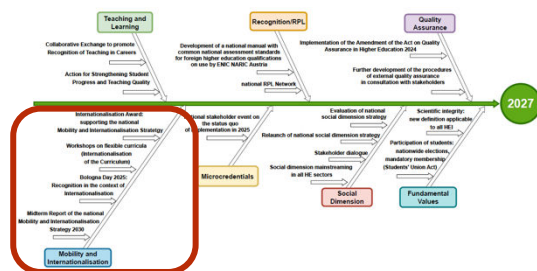 Teaching and
Learning
Recognition/RPL
Quality
Assurance
Collaborative Exchange to promote
Recognition of Teaching in Careers
Action for Strengthening Student
Progress and Teaching Quality
Development of a national manual with
common national assessment standards
for foreign higher education qualifications
on use by ENIC NARIC Austria
national RPL Network
Implementation of the Amendment of the Act on Quality
Assurance in Higher Education 2024
Further development of the procedures
of external quality assurance
in consultation with stakeholders
2027
Internationalisation Award:
supporting the national
Mobility and Internationalisation Strategy
Workshops on flexible curricula
(Internationalisation
of the Curriculum)
Bologna Day 2025:
Recognition in the context of
Internationalisation
Midterm Report of the national
Mobility and Internationalisation
Strategy 2030
Mobility and
Internationalisation
stakeholder event on
the status quo
implementation in 2025
Microcredentials
Evaluation of national
social dimension strategy
Relaunch of national social dimension strategy
Stakeholder dialogue
Social dimension mainstreaming
in all HE sectors
Social
Dimension
Scientific integrity:
new definition applicable
to all HEI
Participation of students:
nationwide elections,
mandatory membership
(Students' Union Act)
Fundamental
Values